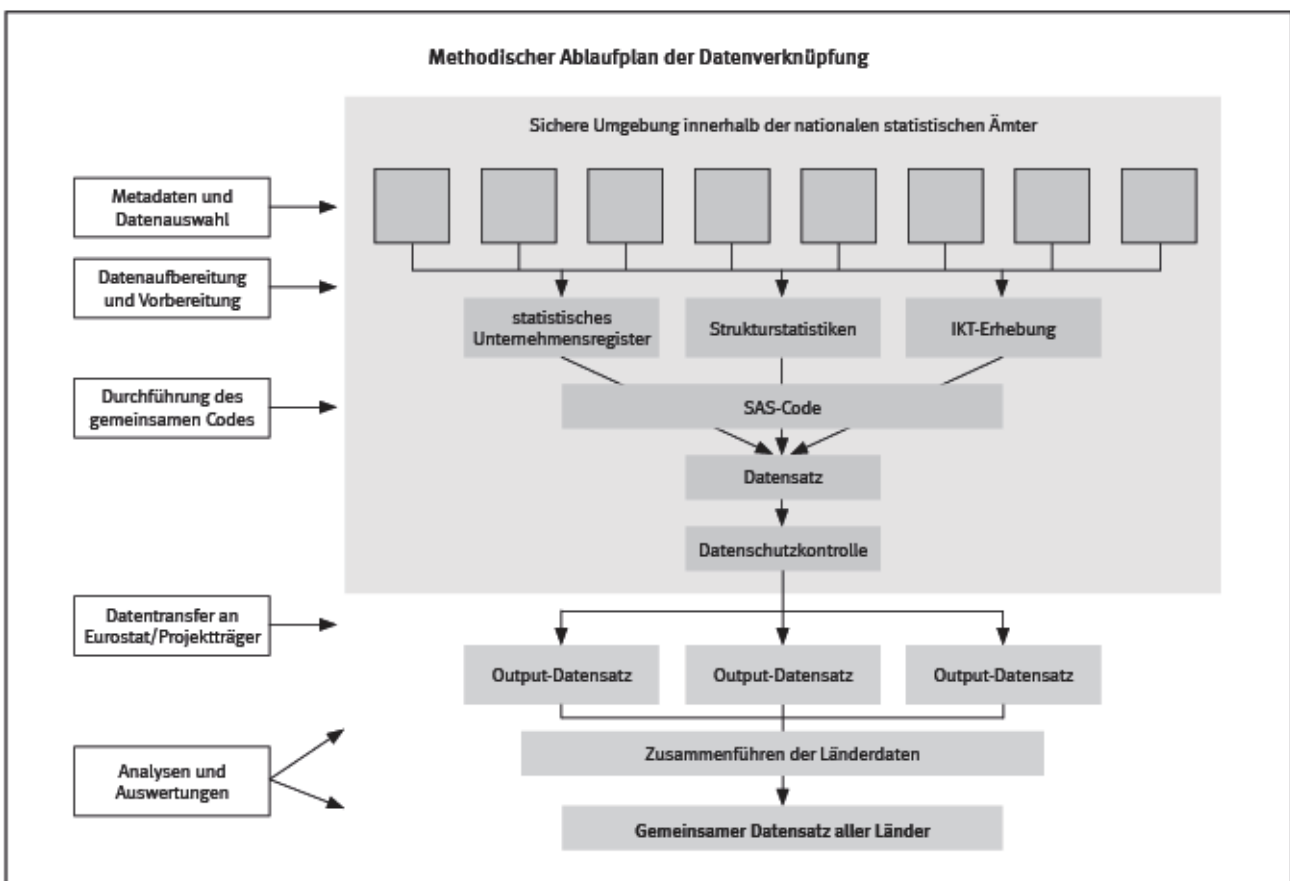 Methodischer Ablaufplan der Datenverknüpfung
Sichere Umgebung innerhalb der nationalen statistischen Ämter
Metadaten und
Datenauswahl
Datenaufbereitung
und Vorbereitung
statistisches
Unternehmensregister
Strukturstatistiken
IKT-Erhebung
Durchführung des
gemeinsamen Codes
SAS-Code
Datensatz
Datenschutzkontrolle
Datentransfer an
Eurostat/Projektträger
Output-Datensatz
Output-Datensatz
Output-Datensatz
Zusammenführen der Länderdaten
Analysen und
Auswertungen
Gemeinsamer Datensatz aller Länder